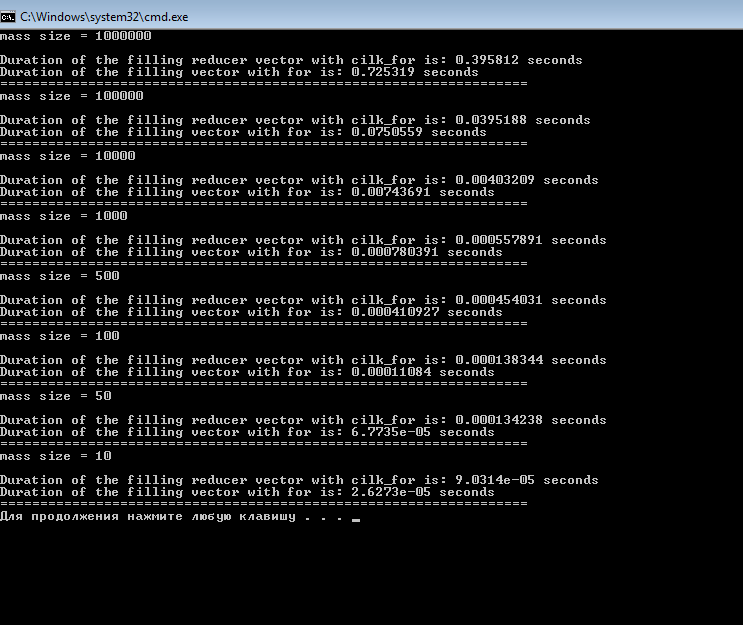 C:\Windows\system32\cmd.exe
mass size = 1000000
Duration of the filling reducer vector with cilk_for is: 0.395812 seconds
Duration of the filling vector with for is: 0.725319 seconds
==================================================================
mass size = 100000
Duration of the filling reducer vector with cilk_for is: 0.0395188 seconds
Duration of the filling vector with for is: 0.0750559 seconds
==================================================================
mass size = 10000
Duration of the filling reducer vector with cilk_for is: 0.00403209 seconds
Duration of the filling vector with for is: 0.00743691 seconds
==================================================================
mass size = 1000
Duration of the filling reducer vector with cilk_for is: 0.000557891 seconds
Duration of the filling vector with for is: 0.000780391 seconds
==================================================================
mass size = 500
Duration of the filling reducer vector with cilk_for is: 0.000454031 seconds
Duration of the filling vector with for is: 0.000410927 seconds
==================================================================
mass size = 100
Duration of the filling reducer vector with cilk_for is: 0.000138344 seconds
Duration of the filling vector with for is: 0.00011084 seconds
==================================================================
mass size = 50
Duration of the filling reducer vector with cilk_for is: 0.000134238 seconds
Duration of the filling vector with for is: 6.7735e-05 seconds
==================================================================
mass size = 10
Duration of the filling reducer vector with cilk_for is: 9.0314e-05 seconds
Duration of the filling vector with for is: 2.6273e-05 seconds
==================================================================
Для продолжения нажмите любую клавишу . . .